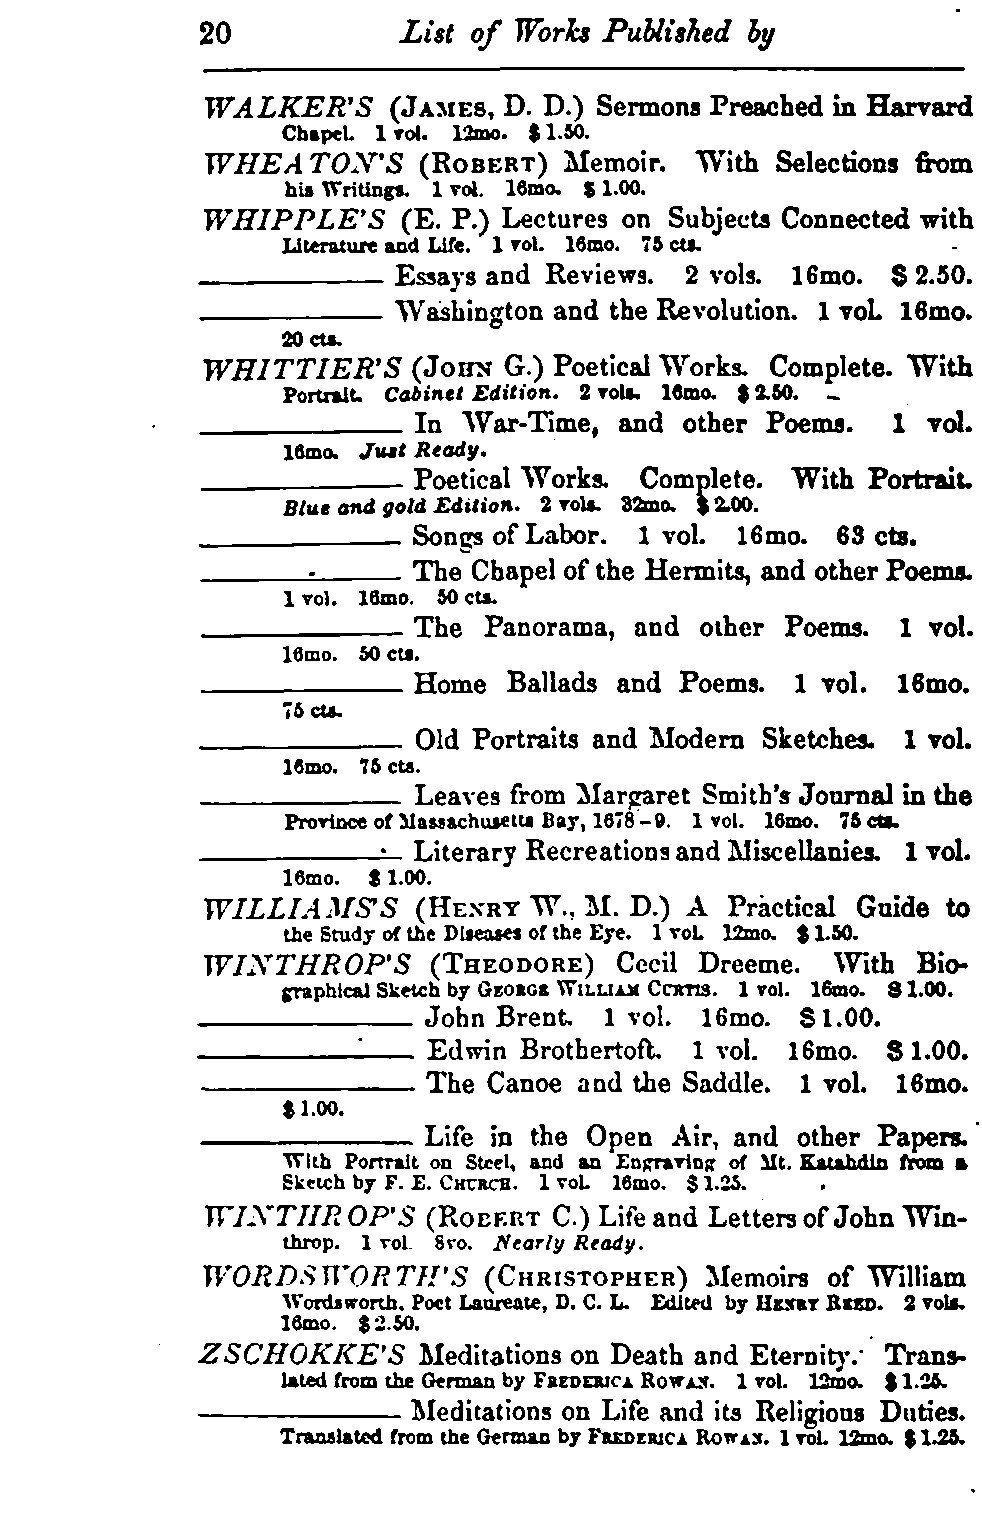 20 List of Works Published by
WALKER'S (JAMES, D. D.) Sermons Preached in Harvard
Chapel. 1 vol. 12mo. $1.50.
WHEATON'S (ROBERT) Memoir. With Selections from
his Writings. 1 vol. 16mo. $1.00.
WHIPPLE'S (E. P.) Lectures on Subjects Connected with
Literature and Life. 1 vol. 16mo. 75 cts.
———— Essays and Reviews. 2 vols. 16mo. $2.50.
———— Washington and the Revolution. 1 vol. 16mo.
20 cts.
WHITTIER'S (JOHN G.) Poetical Works. Complete. With
Portrait. Cabinet Edition. 2 vols. 16mo. $2.50.
———— In War-Time, and other Poems. 1 vol.
16mo. Just Ready.
———— Poetical Works. Complete. With Portrait.
Blue and gold Edition. 2 vols. 32mo. $2.00.
———— Songs of Labor. 1 vol. 16mo. 63 cts.
———— The Chapel of the Hermits, and other Poems.
1 vol. 16mo. 50 cts.
———— The Panorama, and other Poems. 1 vol.
16mo. 50 cts.
———— Home Ballads and Poems. 1 vol. 16mo.
75 cts.
———— Old Portraits and Modern Sketches. 1 vol.
16mo. 75 cts.
———— Leaves from Margaret Smith's Journal in the
Province of Massachusetts Bay, 1678-9. 1 vol. 16mo. 75 cts.
———— Literary Recreations and Miscellanies. 1 vol.
16mo. $1.00.
WILLIAMS'S (HENRY W., M. D.) A Practical Guide to
the Study of the Diseases of the Eye. 1 vol. 12mo. $1.50.
WINTHROP'S (THEODORE) Cecil Dreeme. With Bio-
graphical Sketch by GEORGE WILLIAM CURTIS. 1 vol. 16mo. $1.00.
———— John Brent. 1 vol. 16mo. $1.00.
———— Edwin Brothertoft. 1 vol. 16mo. $1.00.
———— The Canoe and the Saddle. 1 vol. 16mo.
$1.00.
———— Life in the Open Air, and other Papers.
With Portrait on Steel, and an Engraving of Mt. Katahdin from a
Sketch by F. E. CHURCH. 1 vol. 16mo. $1.25.
WINTHROP'S (ROBERT C.) Life and Letters of John Win-
throp. 1 vol. 8vo. Nearly Ready.
WORDSWORTH'S (CHRISTOPHER) Memoirs of William
Wordsworth, Poet Laureate, D. C. L. Edited by HENRY REED. 2 vols.
16mo. $2.50.
ZSCHOKKE'S Meditations on Death and Eternity. Trans-
lated from the German by FREDERICA ROWAN. 1 vol. 12mo. $1.25.
———— Meditations on Life and its Religious Duties.
Translated from the German by FREDERICA ROWAN. 1 vol. 12mo. $1.25.